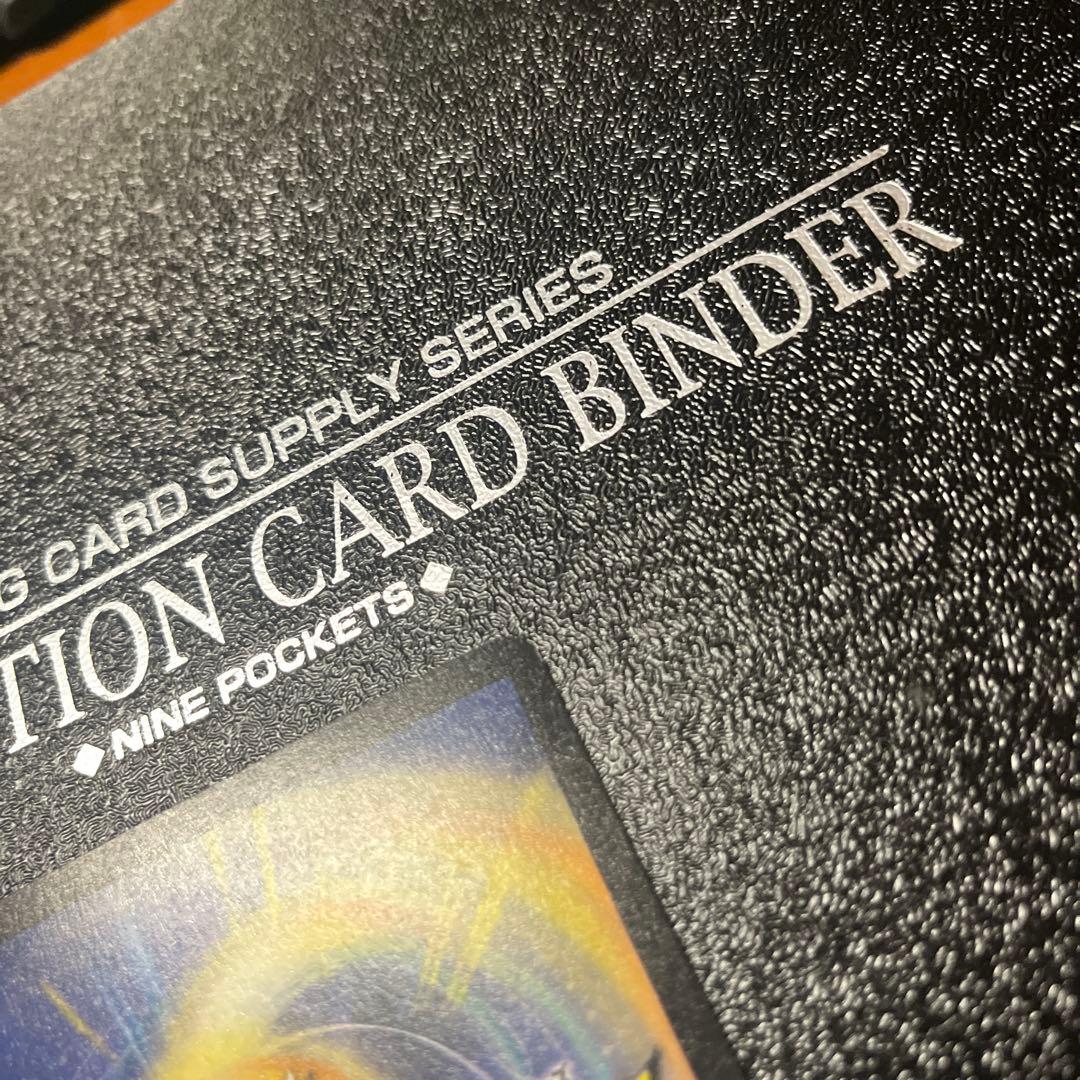 G CARD SUPPLY SERIES
TION CARD BINDER
◆NINE POCKETS◆